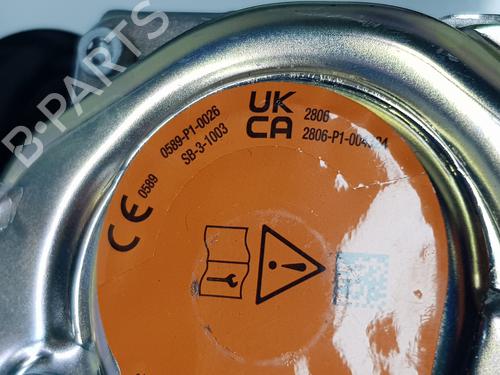 B-PARTS
CE 0589
0589-P1-0026
SB-3-1003
UK
CA
2806